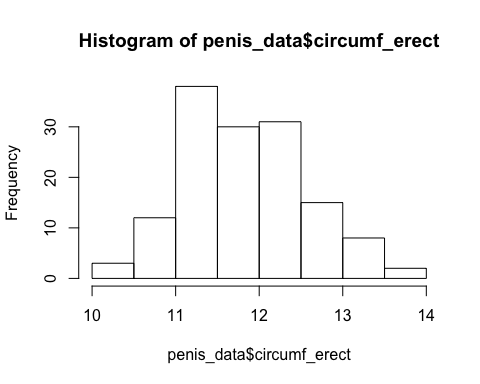 Histogram of penis_data$circumf_erect
Frequency
30
20
10
0
10 11 12 13 14
penis_data$circumf_erect